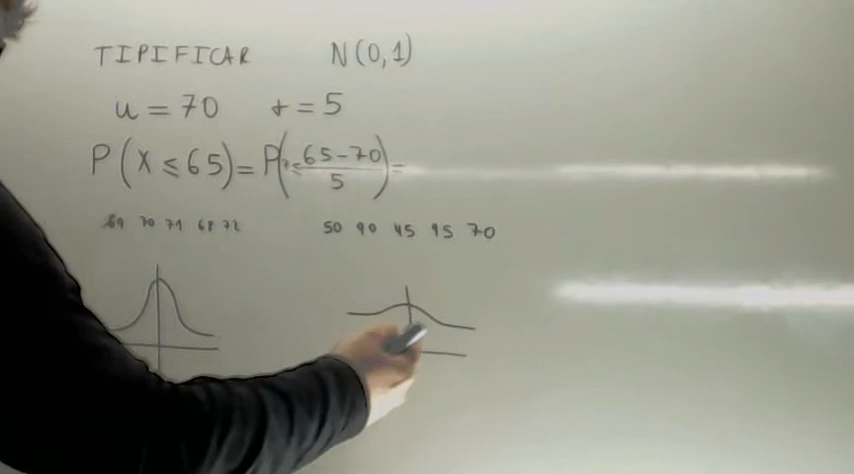 TIPIFICAR N(0,1)
u = 70 σ = 5
P(X ≤ 65) = P(z ≤ 65-70/5) =
69 70 71 68 72 50 90 45 95 70